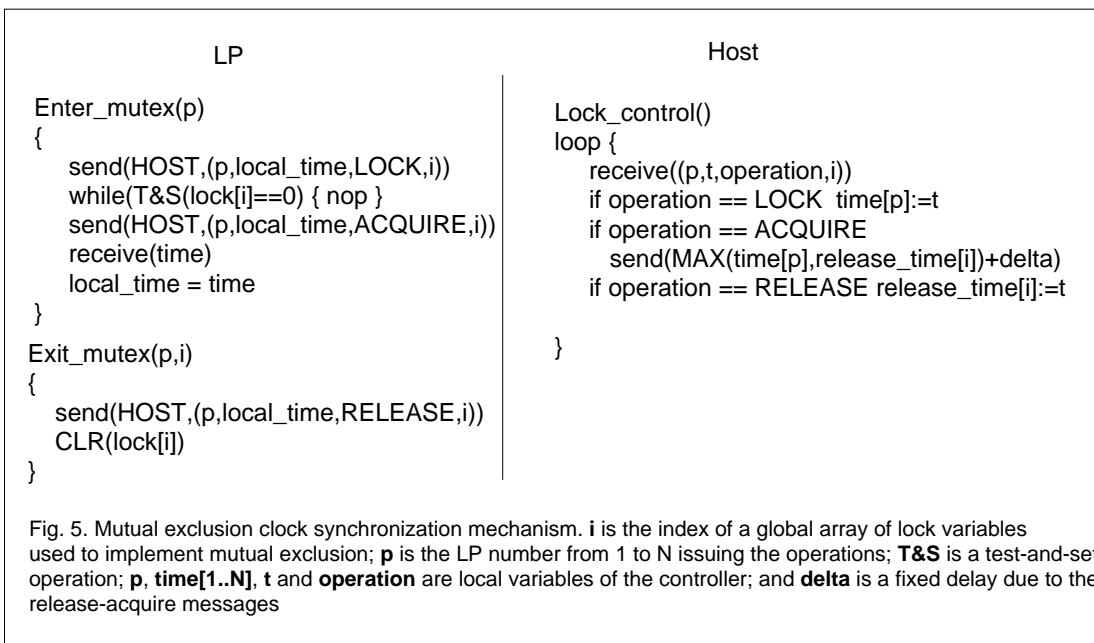 LP
Enter_mutex(p)
{
send(HOST,(p,local_time,LOCK,i))
while(T&S(lock[i]==0) { nop }
send(HOST,(p,local_time,ACQUIRE,i))
receive(time)
local_time = time
}
Exit_mutex(p,i)
{
send(HOST,(p,local_time,RELEASE,i))
CLR(lock[i])
}
Host
Lock_control()
loop {
receive((p,t,operation,i))
if operation == LOCK time[p]:=t
if operation == ACQUIRE
send(MAX(time[p],release_time[i])+delta)
if operation == RELEASE release_time[i]:=t
}
Fig. 5. Mutual exclusion clock synchronization mechanism. i is the index of a global array of lock variables
used to implement mutual exclusion; p is the LP number from 1 to N issuing the operations; T&S is a test-and-set
operation; p, time[1..N], t and operation are local variables of the controller; and delta is a fixed delay due to the
release-acquire messages